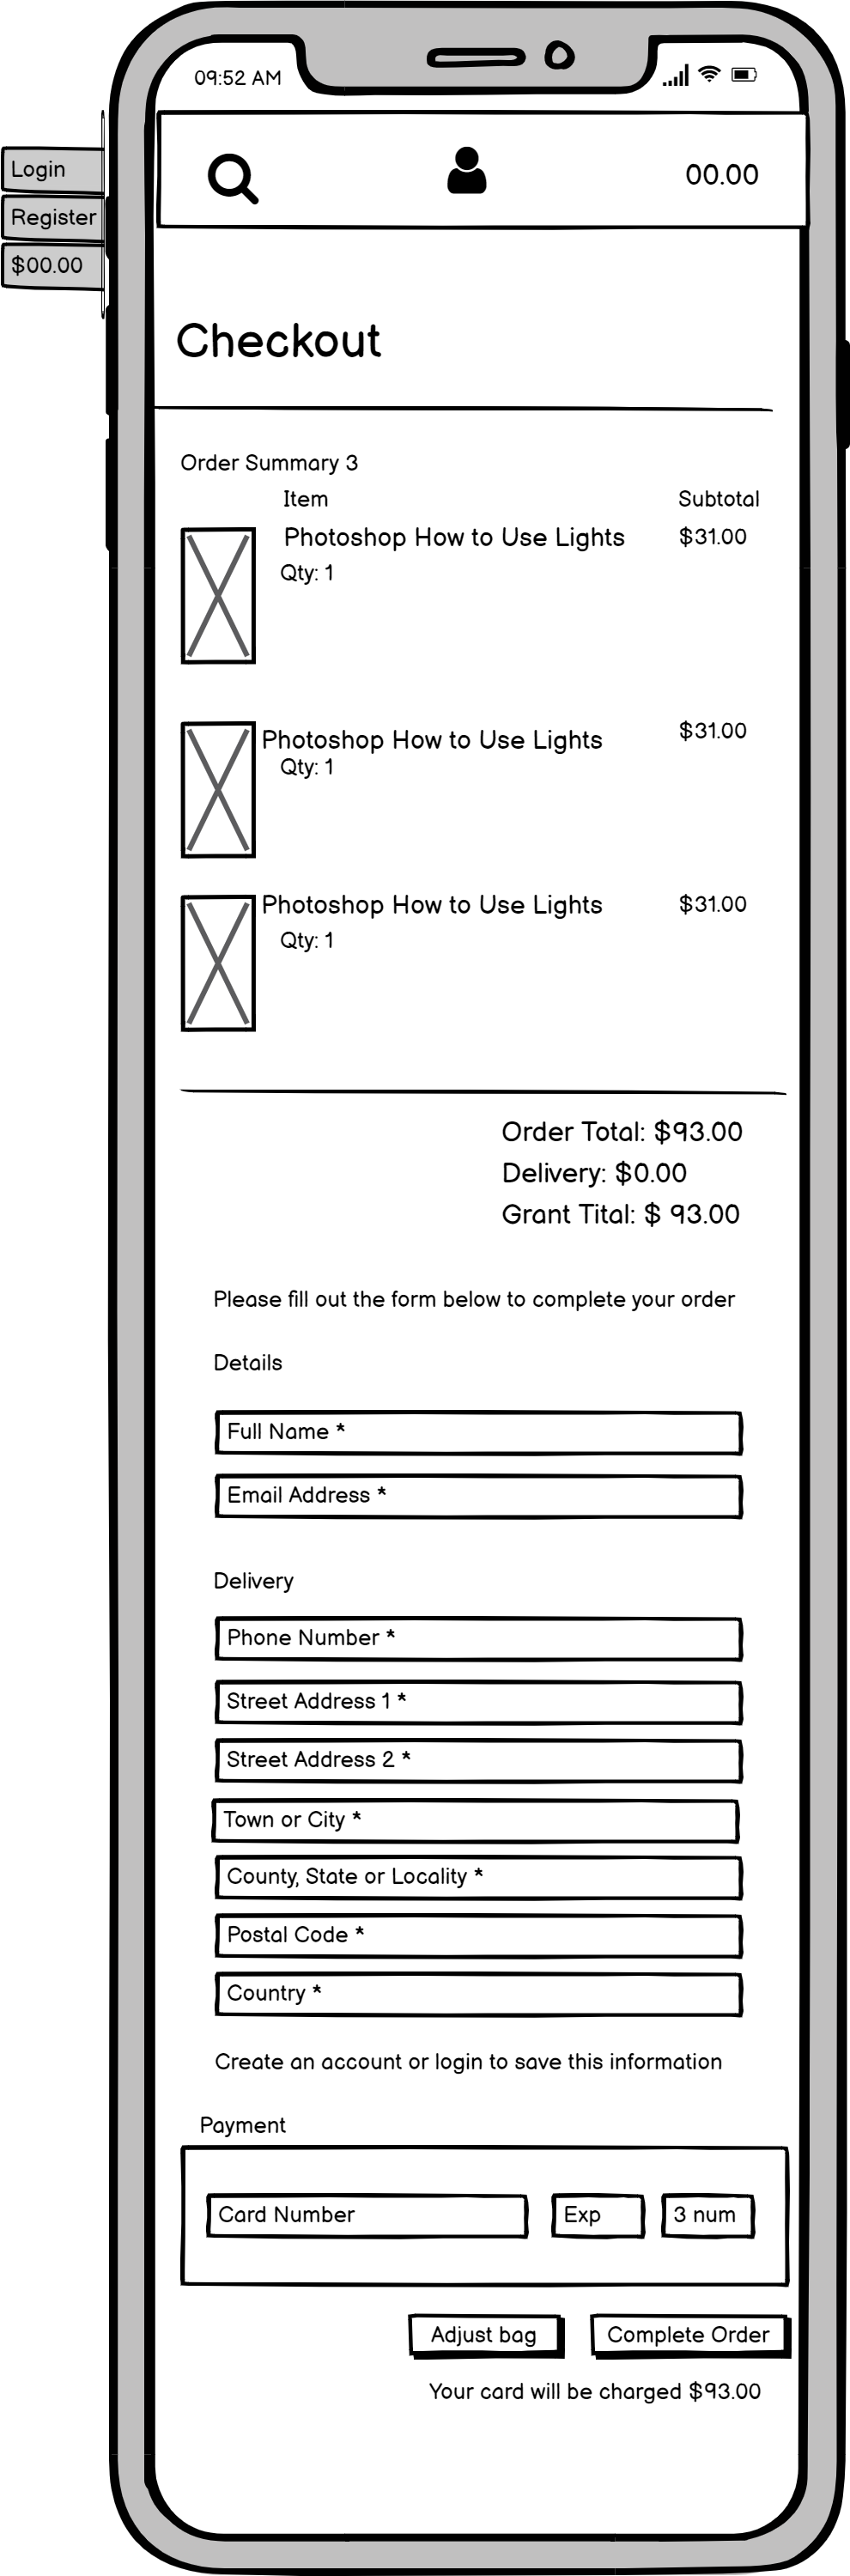 09:52 AM
Login
Register
$00.00
00.00
Checkout
Order Summary 3
Item Subtotal
Photoshop How to Use Lights $31.00
Qty: 1
Photoshop How to Use Lights $31.00
Qty: 1
Photoshop How to Use Lights $31.00
Qty: 1
Order Total: $93.00
Delivery: $0.00
Grant Tital: $ 93.00
Please fill out the form below to complete your order
Details
Full Name *
Email Address *
Delivery
Phone Number *
Street Address 1 *
Street Address 2 *
Town or City *
County, State or Locality *
Postal Code *
Country *
Create an account or login to save this information
Payment
Card Number Exp 3 num
Adjust bag Complete Order
Your card will be charged $93.00